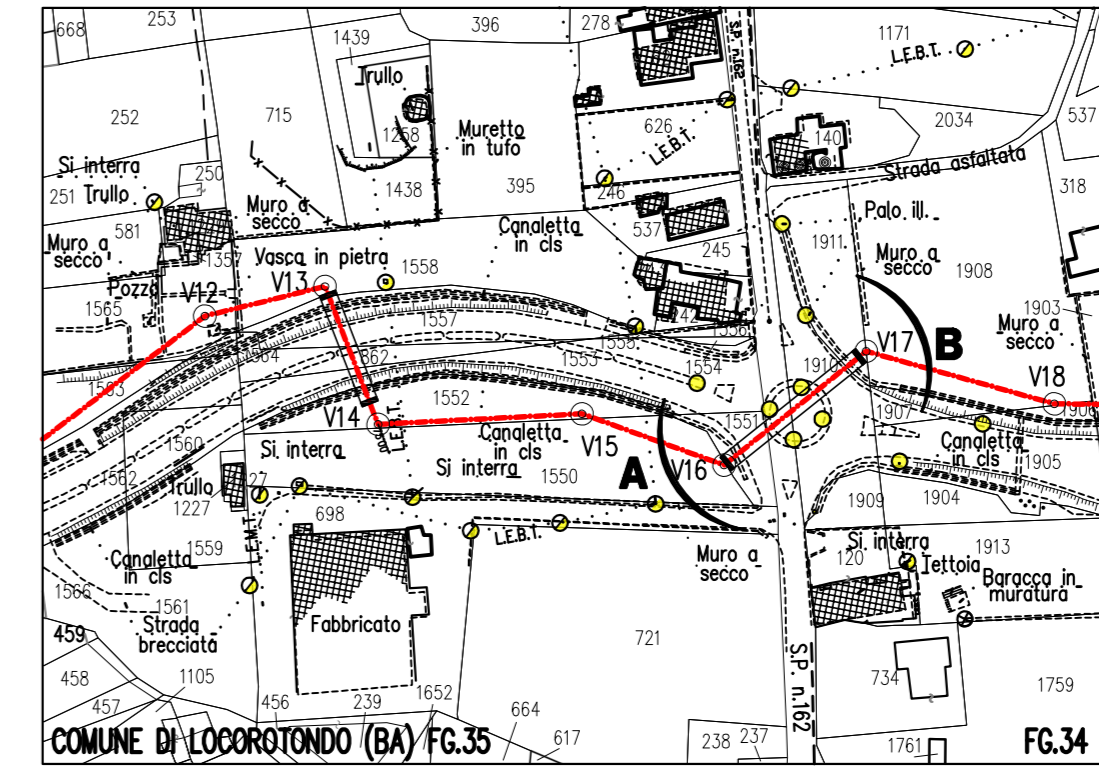 668
253
396
278
S.P. n.162
1171
L.E.B.T.
1439
Trullo
252
715
1258
Muretto
in tufo
626
L.E.B.T.
140
2034
537
Strada asfaltata
Si interra
251
Trullo
250
1438
395
246
318
581
Muro a
secco
Canaletta
in cls
537
245
Palo ill.
1911
Muro a
secco
1357
Muro a
secco
Vasca in pietra
1558
1908
Pozzo
V12
V13
1565
242
1903
Muro a
secco
1557
1556
1555
1564
862
1553
1554
V17
B
1910
V18
1563
1552
1551
1907
1906
V14
L.E.M.T.
Canaletta
in cls
V15
1560
Si interra
Si interra
1550
A
V16
Canaletta
in cls
1905
1562
Trullo
27
1227
698
L.E.B.T.
1909
1904
L.E.M.T.
1559
Canaletta
in cls
Muro a
secco
Si interra
120
Tettoia
1913
Baracca in
muratura
1566
1561
Strada
brecciata
Fabbricato
459
721
S.P. n.162
734
458
1105
1759
457
456
239
1652
664
617
238
237
1761
COMUNE DI LOCOROTONDO (BA) FG.35
FG.34